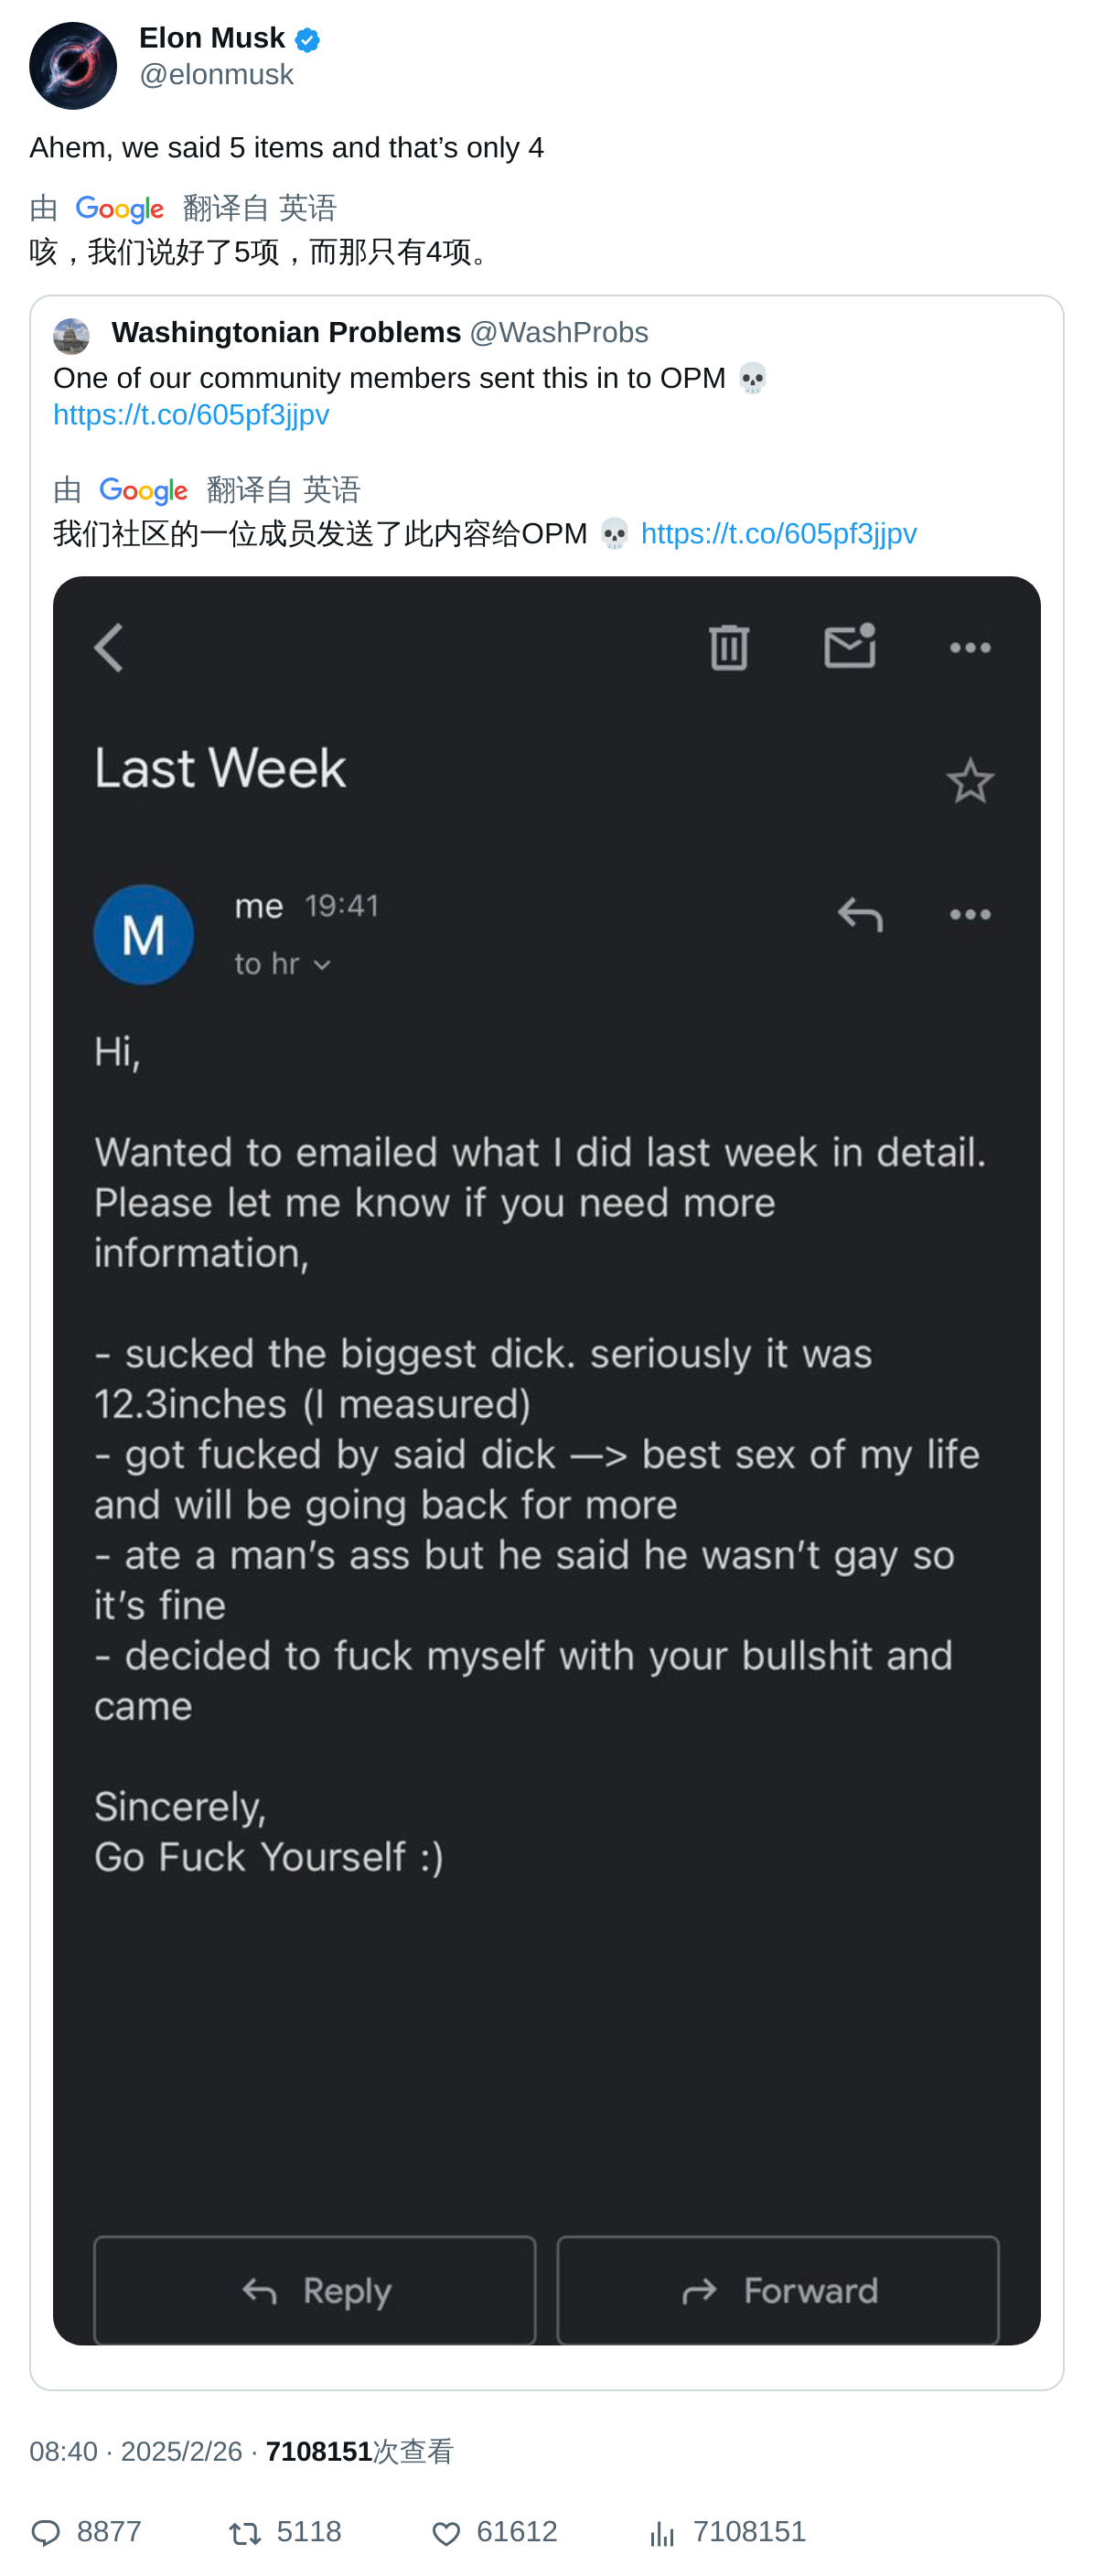 Elon Musk
@elonmusk
Ahem, we said 5 items and that’s only 4
由 Google 翻译自 英语
咳，我们说好了5项，而那只有4项。
Washingtonian Problems @WashProbs
One of our community members sent this in to OPM 💀
https://t.co/605pf3jjpv
由 Google 翻译自 英语
我们社区的一位成员发送了此内容给OPM 💀 https://t.co/605pf3jjpv
Last Week
M
me 19:41
to hr
Hi,
Wanted to emailed what I did last week in detail.
Please let me know if you need more
information,
- sucked the biggest dick. seriously it was
12.3inches (I measured)
- got fucked by said dick —> best sex of my life
and will be going back for more
- ate a man’s ass but he said he wasn’t gay so
it’s fine
- decided to fuck myself with your bullshit and
came
Sincerely,
Go Fuck Yourself :)
Reply Forward
08:40 · 2025/2/26 · 7108151次查看
8877 5118 61612 7108151